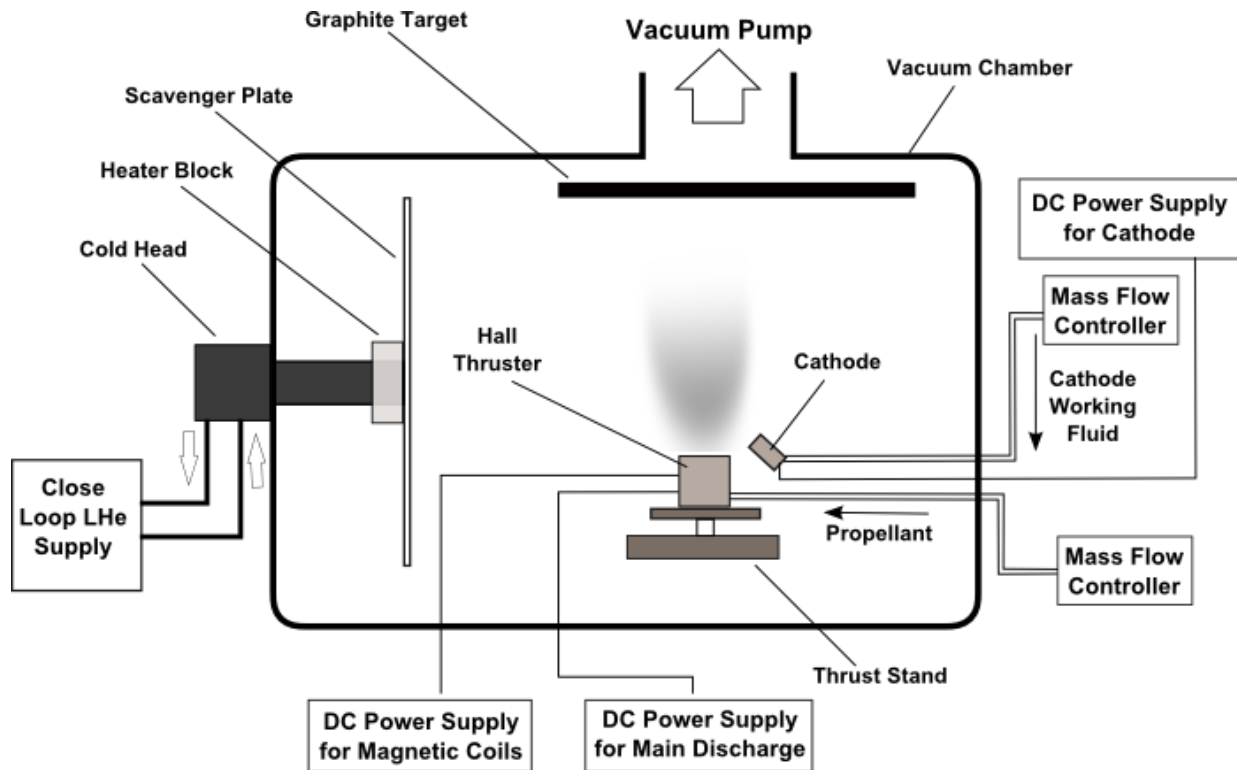 Graphite Target
Vacuum Pump
Vacuum Chamber
Scavenger Plate
Heater Block
Cold Head
DC Power Supply
for Cathode
Mass Flow
Controller
Hall
Thruster
Cathode
Cathode
Working
Fluid
Close
Loop LHe
Supply
Propellant
Mass Flow
Controller
Thrust Stand
DC Power Supply
for Magnetic Coils
DC Power Supply
for Main Discharge